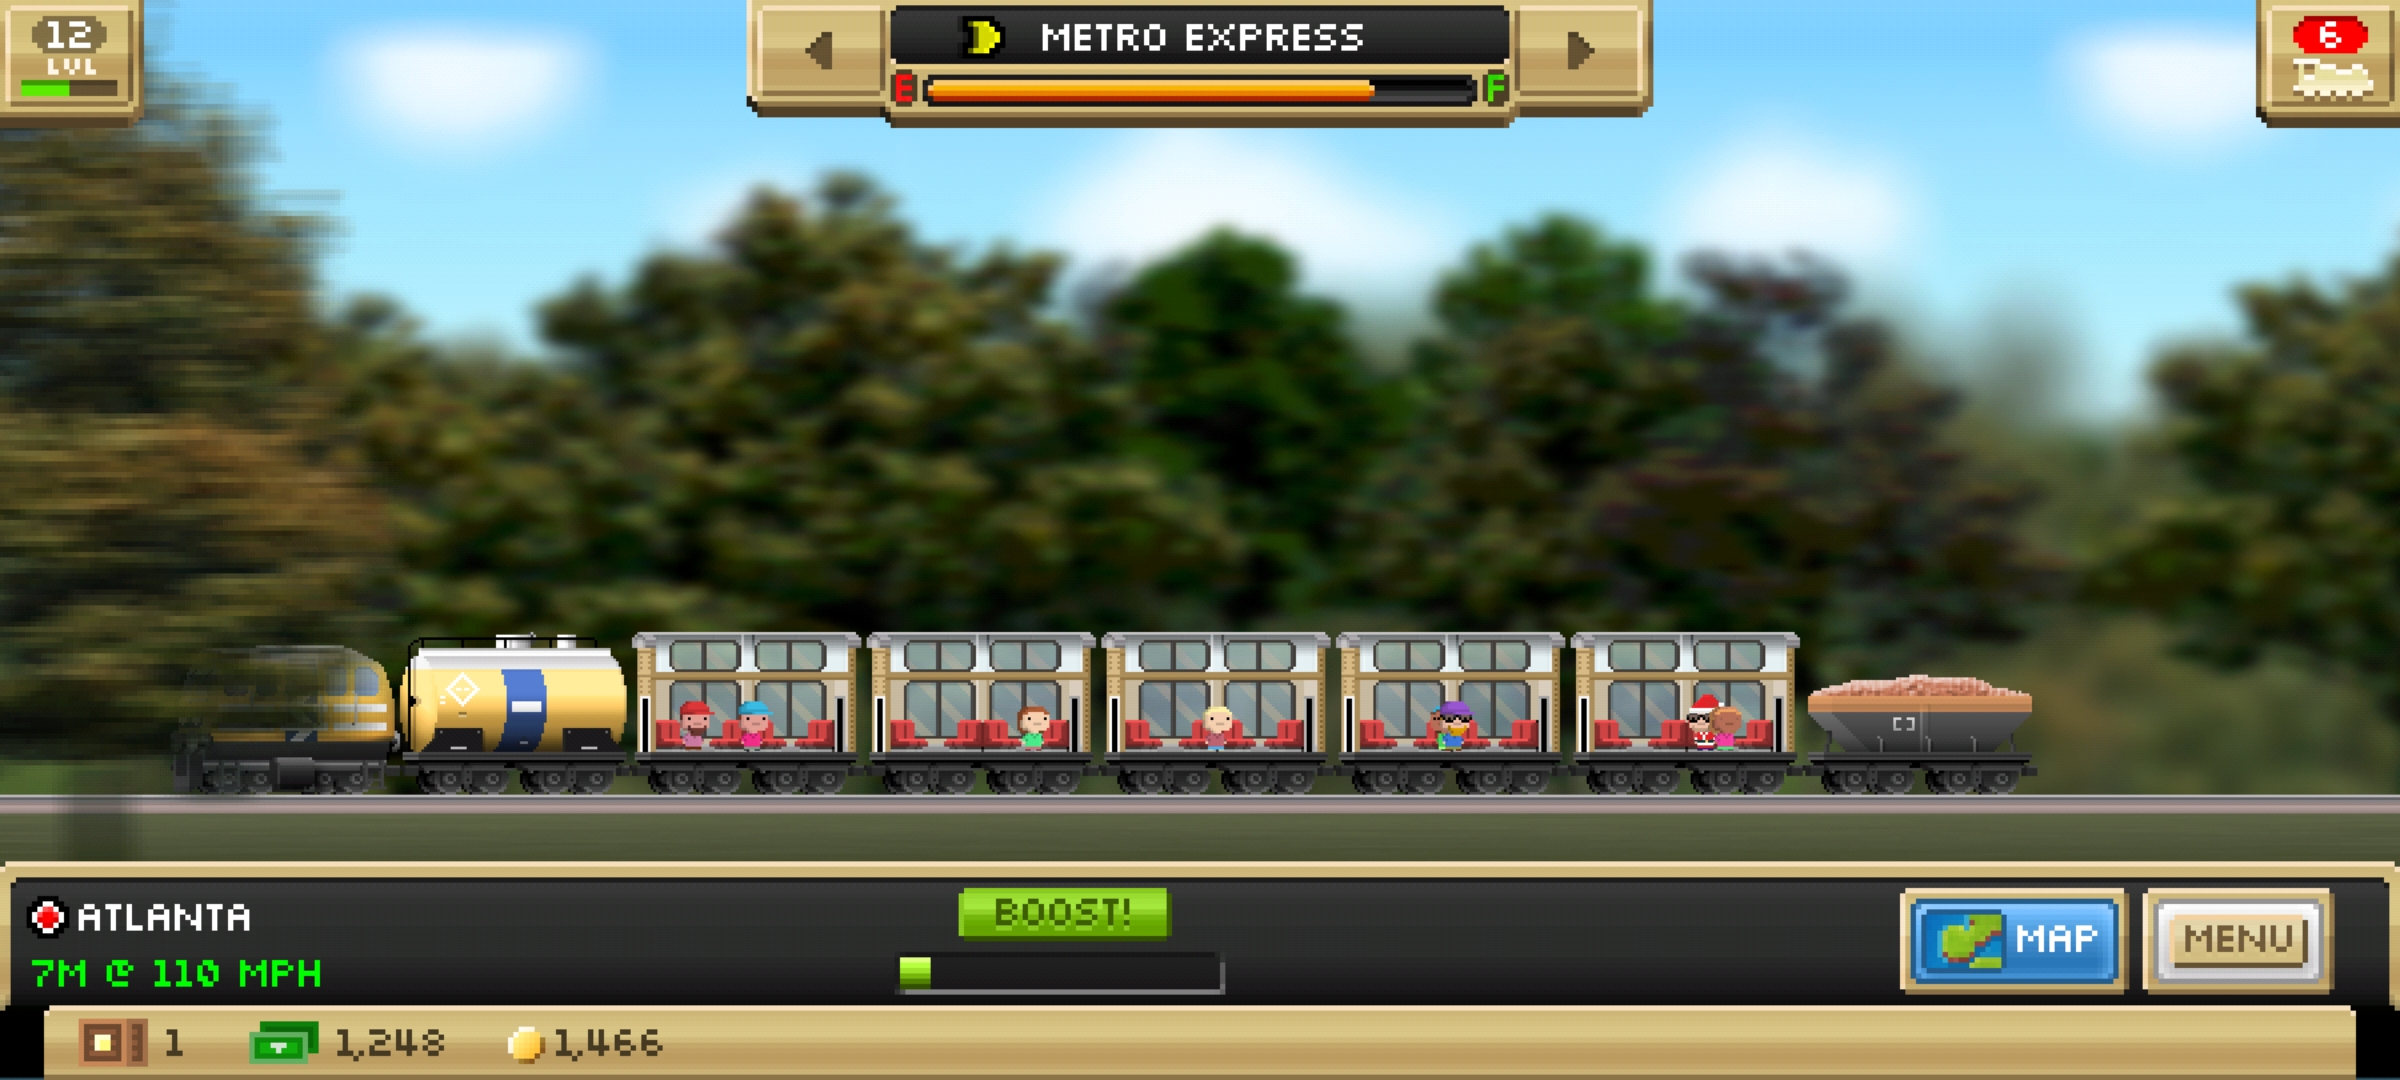 12
LVL
METRO EXPRESS
E F
6
ATLANTA
7M @ 110 MPH
BOOST!
MAP
MENU
1 1,248 1,466